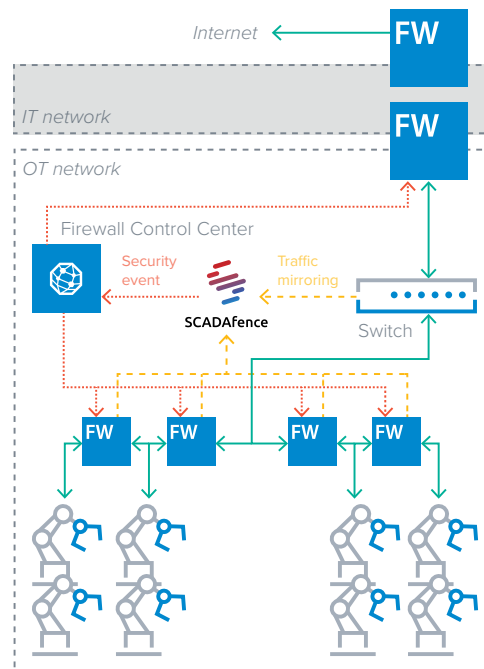 Internet
FW
IT network
FW
OT network
Firewall Control Center
Security
event
Traffic
mirroring
SCADAfence
Switch
FW
FW
FW
FW